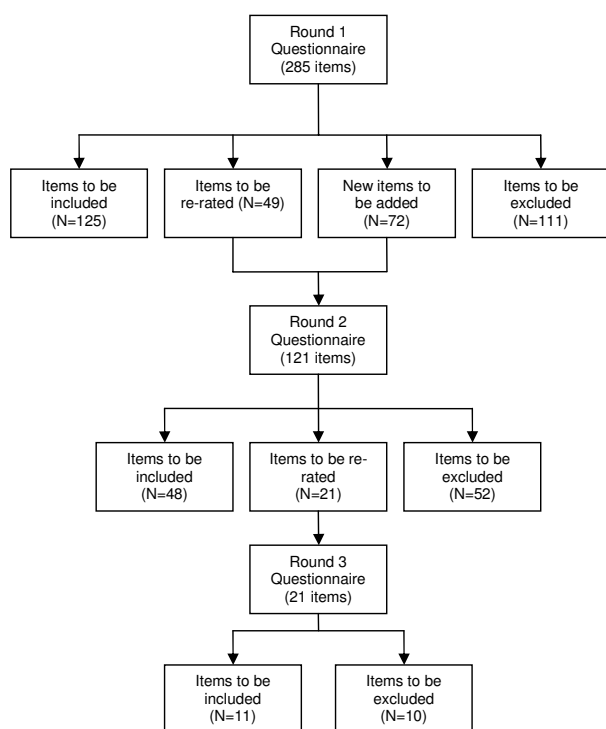 Round 1
Questionnaire
(285 items)
Items to be
included
(N=125)
Items to be
re-rated (N=49)
New items to
be added
(N=72)
Items to be
excluded
(N=111)
Round 2
Questionnaire
(121 items)
Items to be
included
(N=48)
Items to be re-
rated
(N=21)
Items to be
excluded
(N=52)
Round 3
Questionnaire
(21 items)
Items to be
included
(N=11)
Items to be
excluded
(N=10)